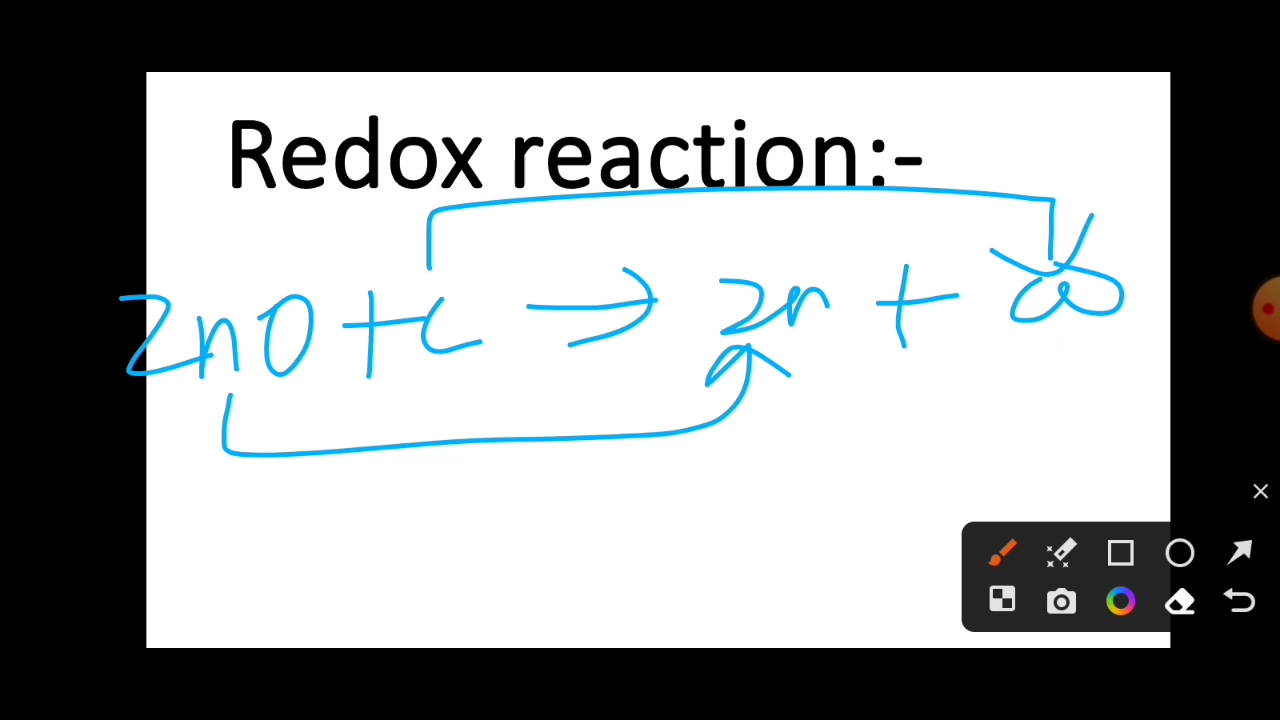 Redox reaction:-
ZnO + C → Zn + CO